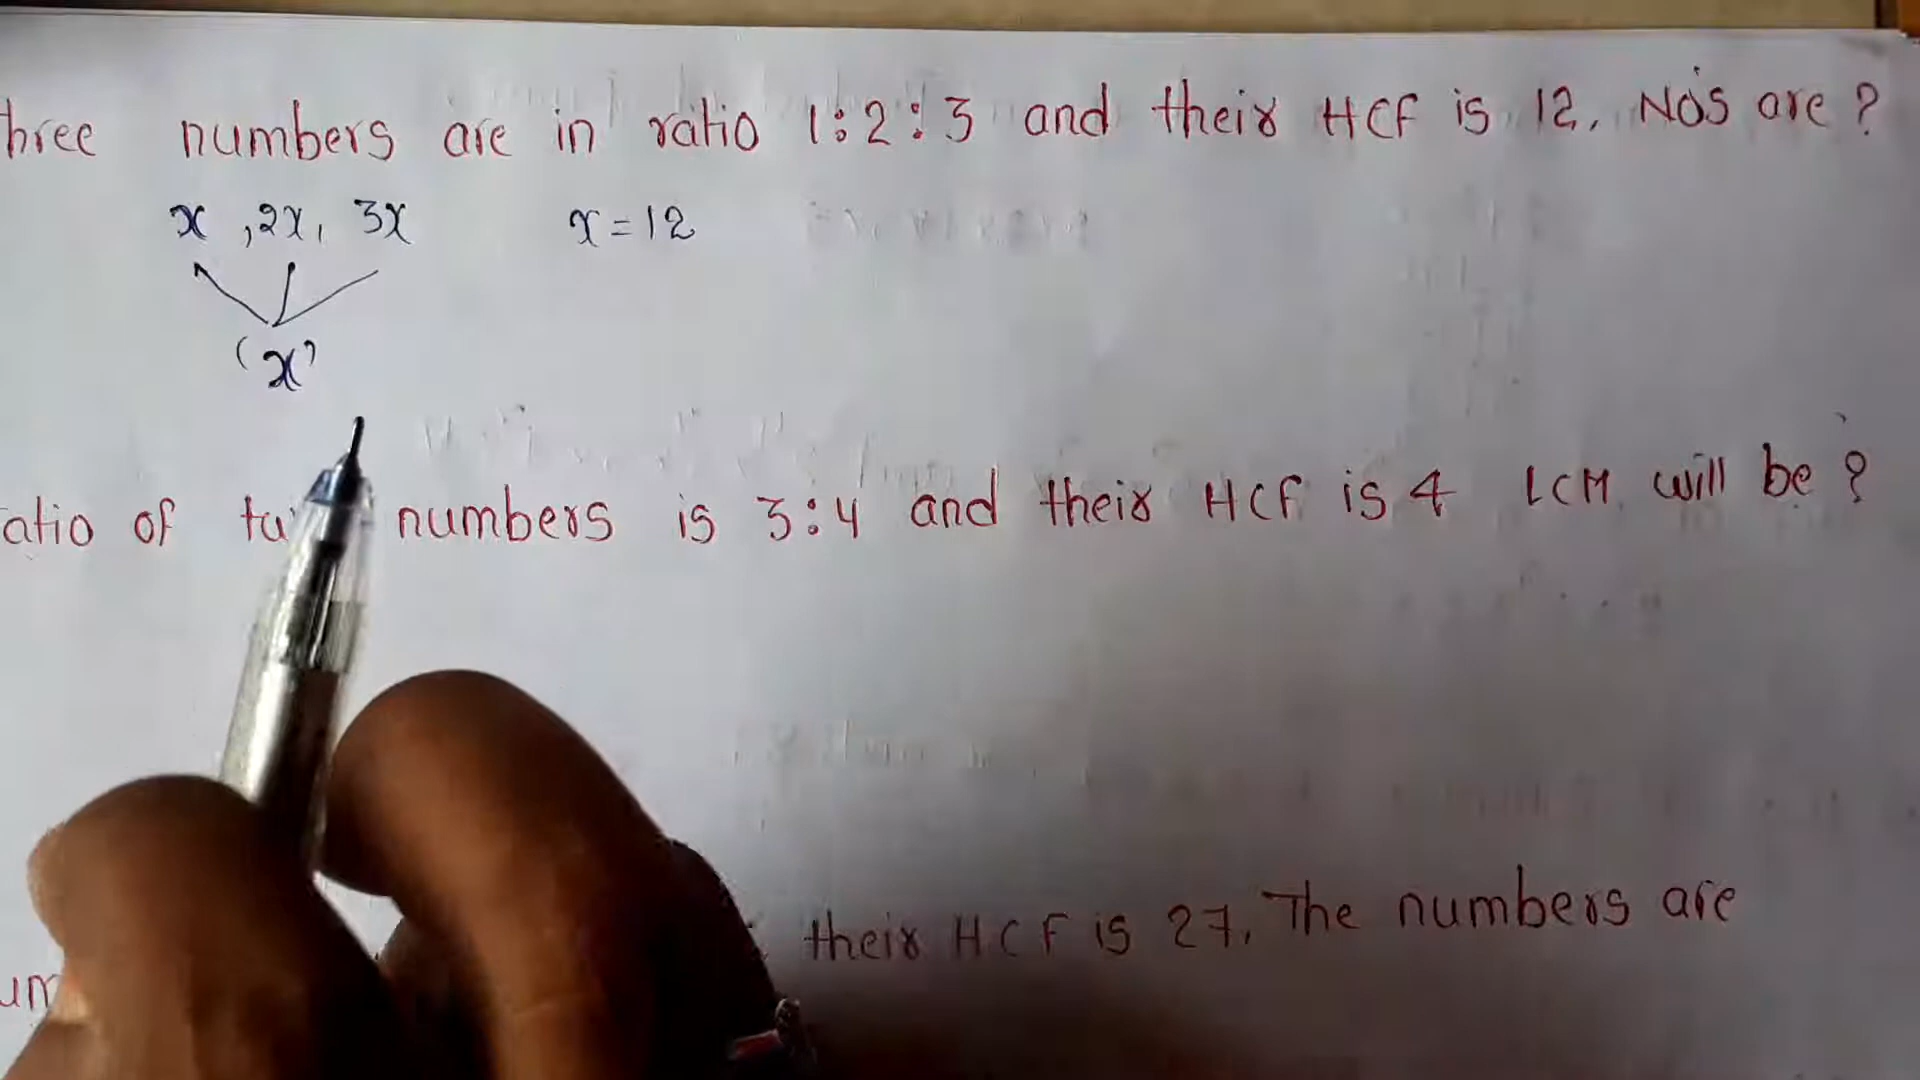 hree numbers are in ratio 1:2:3 and their HCF is 12. NO'S are ?
x , 2x, 3x x = 12
(x)
atio of numbers is 3:4 and their HCF is 4 LCM will be ?
their HCF is 27. The numbers are
um